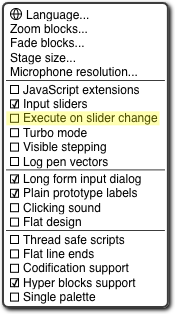 Language...
Zoom blocks...
Fade blocks...
Stage size...
Microphone resolution...
JavaScript extensions
Input sliders
Execute on slider change
Turbo mode
Visible stepping
Log pen vectors
Long form input dialog
Plain prototype labels
Clicking sound
Flat design
Thread safe scripts
Flat line ends
Codification support
Hyper blocks support
Single palette